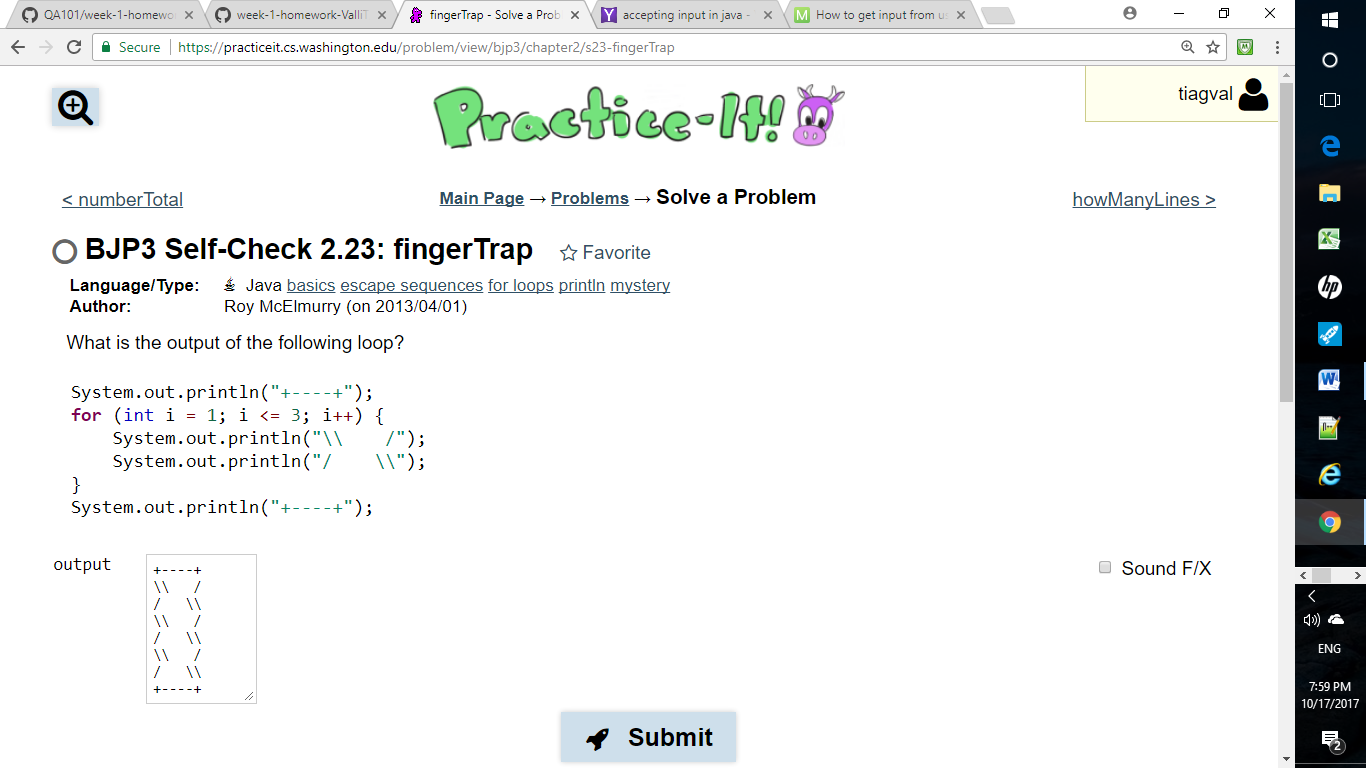 QA101/week-1-homewo
week-1-homework-ValliT
fingerTrap - Solve a Prob
accepting input in java -
How to get input from u
Secure
https://practiceit.cs.washington.edu/problem/view/bjp3/chapter2/s23-fingerTrap
Practice-It!
tiagval
< numberTotal
Main Page → Problems → Solve a Problem
howManyLines >
BJP3 Self-Check 2.23: fingerTrap
Favorite
Language/Type: Java basics escape sequences for loops println mystery
Author: Roy McElmurry (on 2013/04/01)
What is the output of the following loop?
System.out.println("+----+");
for (int i = 1; i <= 3; i++) {
    System.out.println("\\    /");
    System.out.println("/    \\");
}
System.out.println("+----+");
output
+----+
\\   /
/   \\
\\   /
/   \\
\\   /
/   \\
+----+
Sound F/X
Submit
hp
ENG
7:59 PM
10/17/2017
2